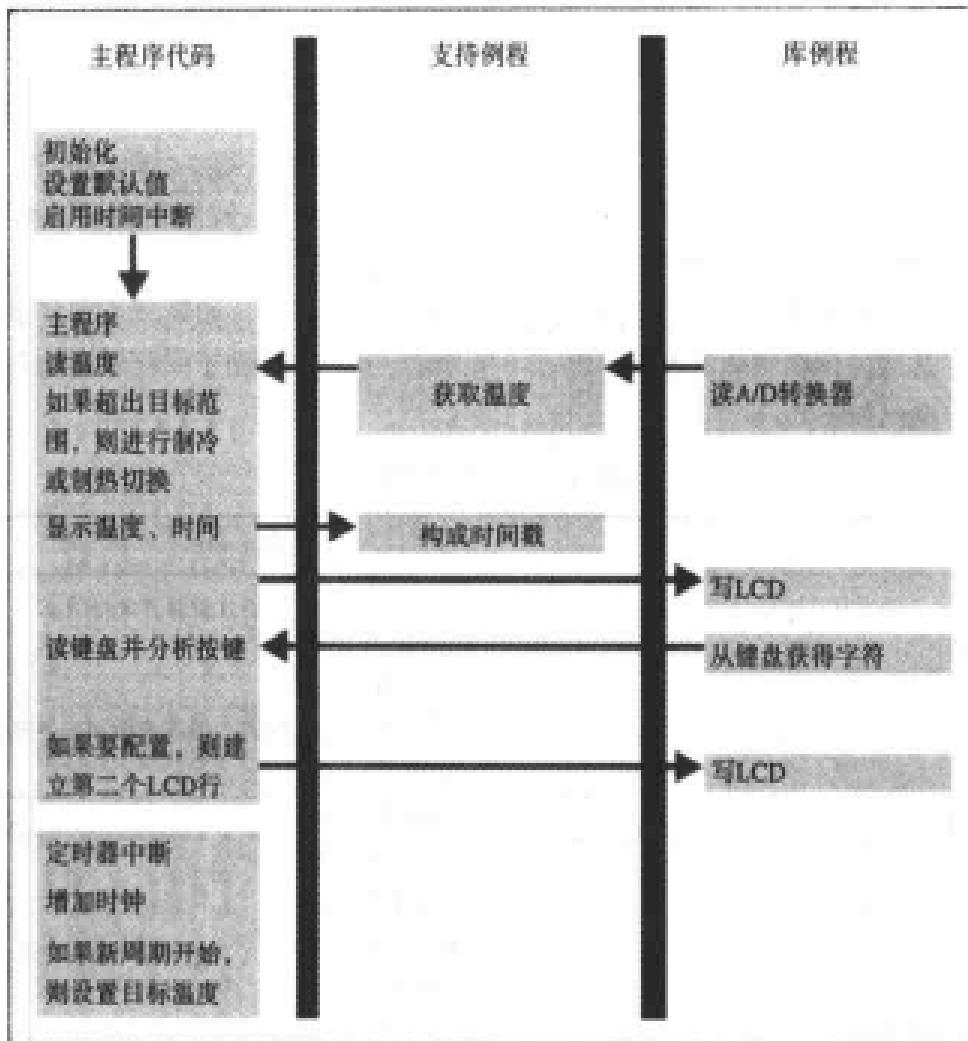 主程序代码
支持例程
库例程
初始化
设置默认值
启用时间中断
主程序
读温度
如果超出目标范
围，则进行制冷
或制热切换
显示温度、时间
读键盘并分析按键
如果要配置，则建
立第二个LCD行
获取温度
读A/D转换器
构成时间戳
写LCD
从键盘获得字符
写LCD
定时器中断
增加时钟
如果新周期开始，
则设置目标温度